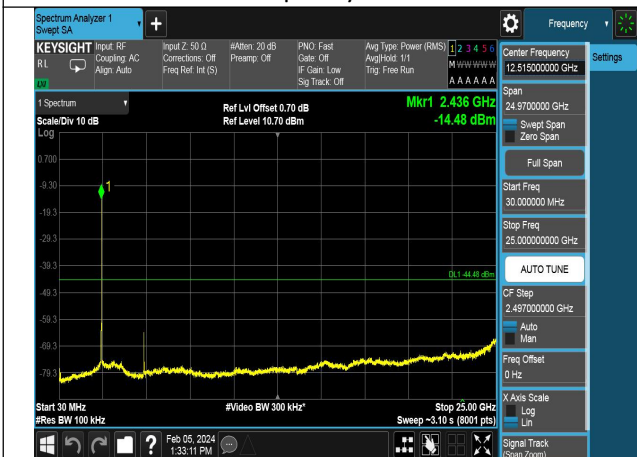 Spectrum Analyzer 1
Swept SA
+
Frequency
KEYSIGHT
RL
LNI
Input: RF
Coupling: AC
Align: Auto
Input Z: 50 Ω
Corrections: Off
Freq Ref: Int (S)
#Atten: 20 dB
Preamp: Off
PNO: Fast
Gate: Off
IF Gain: Low
Sig Track: Off
Avg Type: Power (RMS)
Avg|Hold: 1/1
Trig: Free Run
1 2 3 4 5 6
M W W W W W
A A A A A A
1 Spectrum
Scale/Div 10 dB
Log
Ref Lvl Offset 0.70 dB
Ref Level 10.70 dBm
Mkr1 2.436 GHz
-14.48 dBm
0.700
-9.30
-19.3
-29.3
-39.3
-49.3
-59.3
-69.3
-79.3
1
DL1 -44.48 dBm
Start 30 MHz
#Res BW 100 kHz
#Video BW 300 kHz*
Stop 25.00 GHz
Sweep ~3.10 s (8001 pts)
Feb 05, 2024
1:33:11 PM
?
Center Frequency
12.515000000 GHz
Span
24.9700000 GHz
Swept Span
Zero Span
Full Span
Start Freq
30.000000 MHz
Stop Freq
25.000000000 GHz
AUTO TUNE
CF Step
2.497000000 GHz
Auto
Man
Freq Offset
0 Hz
X Axis Scale
Log
Lin
Signal Track
(Span Zoom)
Settings